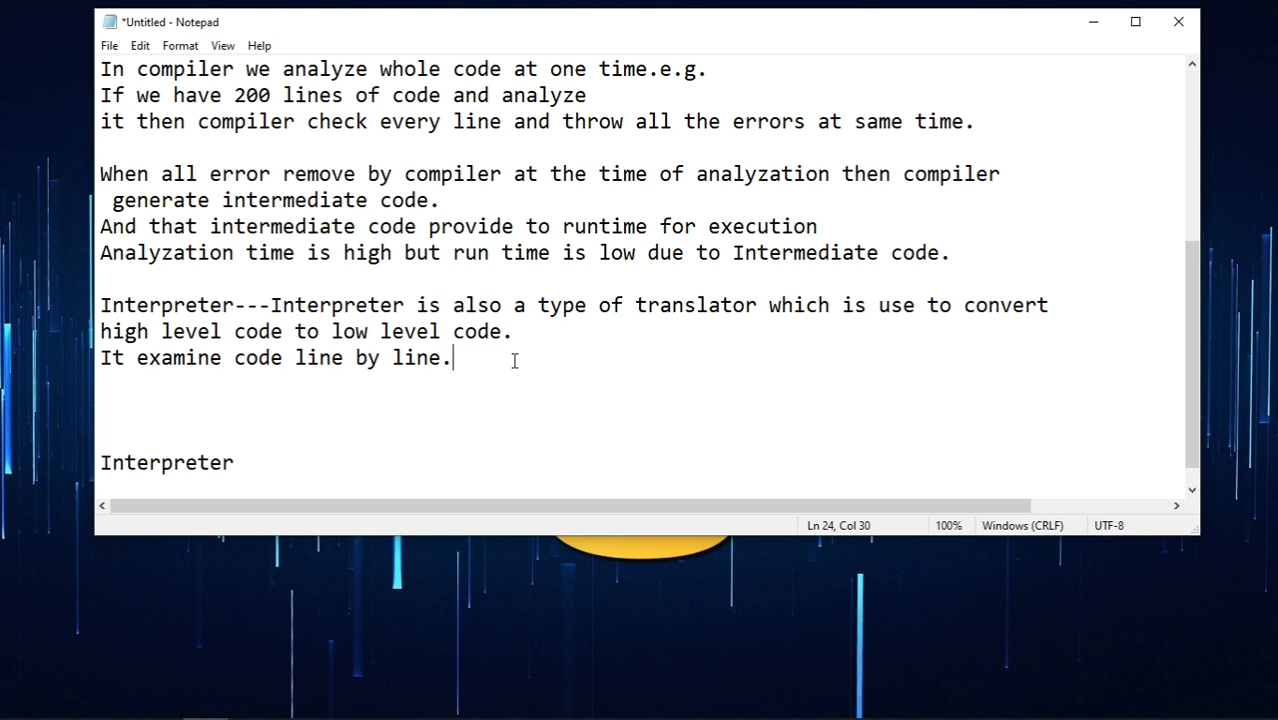 *Untitled - Notepad
File Edit Format View Help
In compiler we analyze whole code at one time.e.g.
If we have 200 lines of code and analyze
it then compiler check every line and throw all the errors at same time.
When all error remove by compiler at the time of analyzation then compiler
generate intermediate code.
And that intermediate code provide to runtime for execution
Analyzation time is high but run time is low due to Intermediate code.
Interpreter---Interpreter is also a type of translator which is use to convert
high level code to low level code.
It examine code line by line.
Interpreter
Ln 24, Col 30 100% Windows (CRLF) UTF-8